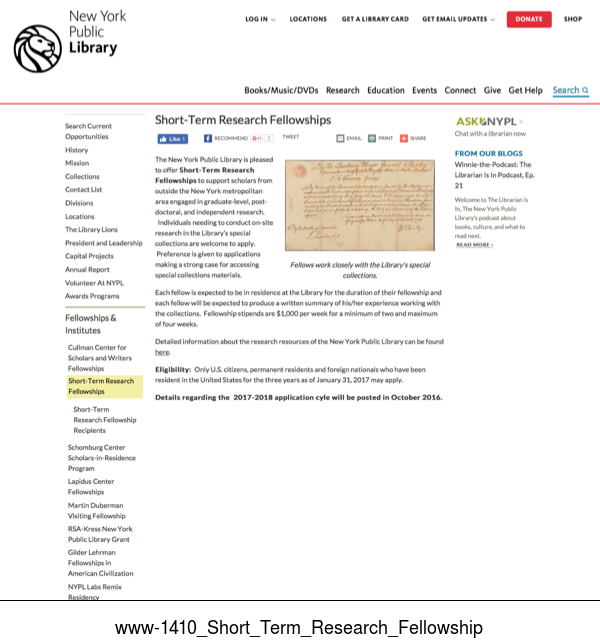 New York
Public
Library
LOG IN LOCATIONS GET A LIBRARY CARD GET EMAIL UPDATES DONATE SHOP
Books/Music/DVDs Research Education Events Connect Give Get Help Search
Search Current
Opportunities
History
Mission
Collections
Contact List
Divisions
Locations
The Library Lions
President and Leadership
Capital Projects
Annual Report
Volunteer At NYPL
Awards Programs
Fellowships &
Institutes
Cullman Center for
Scholars and Writers
Fellowships
Short-Term Research
Fellowships
Short-Term
Research Fellowship
Recipients
Schomburg Center
Scholars-in-Residence
Program
Lapidus Center
Fellowships
Martin Duberman
Visiting Fellowship
RSA-Kress New York
Public Library Grant
Gilder Lehrman
Fellowships in
American Civilization
NYPL Labs Remix
Residency
Short-Term Research Fellowships
Like 1 RECOMMEND G+1 2 TWEET EMAIL PRINT SHARE
The New York Public Library is pleased
to offer Short-Term Research
Fellowships to support scholars from
outside the New York metropolitan
area engaged in graduate-level, post-
doctoral, and independent research.
Individuals needing to conduct on-site
research in the Library's special
collections are welcome to apply.
Preference is given to applications
making a strong case for accessing
special collections materials.
Fellows work closely with the Library's special
collections.
Each fellow is expected to be in residence at the Library for the duration of their fellowship and
each fellow will be expected to produce a written summary of his/her experience working with
the collections. Fellowship stipends are $1,000 per week for a minimum of two and maximum
of four weeks.
Detailed information about the research resources of the New York Public Library can be found
here.
Eligibility: Only U.S. citizens, permanent residents and foreign nationals who have been
resident in the United States for the three years as of January 31, 2017 may apply.
Details regarding the 2017-2018 application cyle will be posted in October 2016.
ASK NYPL
Chat with a librarian now
FROM OUR BLOGS
Winnie-the-Podcast: The
Librarian Is In Podcast, Ep.
21
Welcome to The Librarian Is
In, The New York Public
Library's podcast about
books, culture, and what to
read next.
READ MORE ›
www-1410_Short_Term_Research_Fellowship